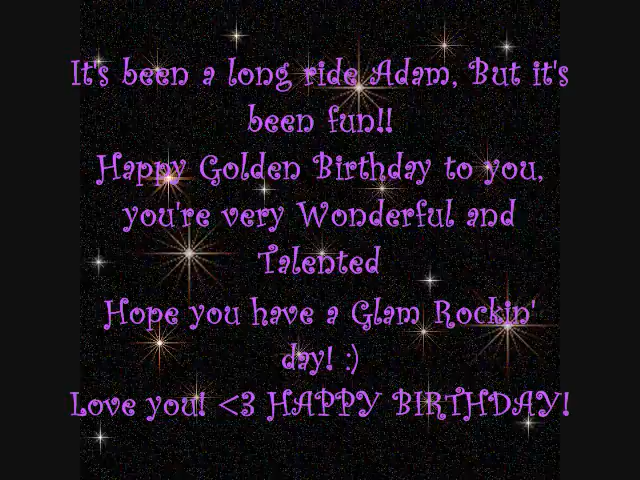 It's been a long ride Adam, But it's
been fun!!
Happy Golden Birthday to you,
you're very Wonderful and
Talented
Hope you have a Glam Rockin'
day! :)
Love you! <3 HAPPY BIRTHDAY!